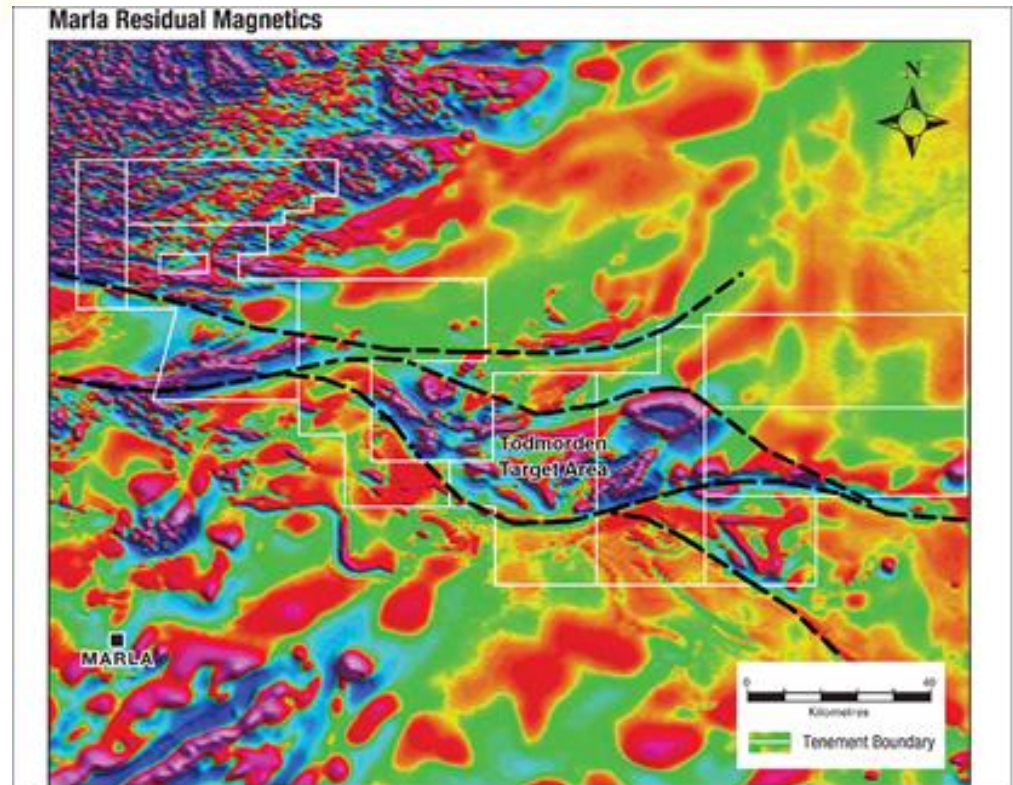 Marla Residual Magnetics
N
Todmorden
Target Area
MARLA
0 40
Kilometres
Tenement Boundary